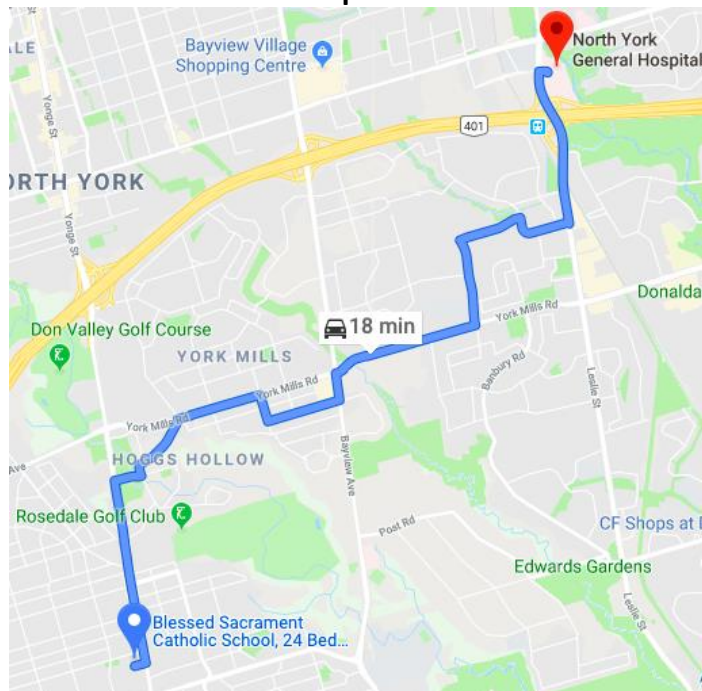 ALE
Bayview Village
Shopping Centre
North York
General Hospital
Yonge St
401
ORTH YORK
Yonge St
Donalda
York Mills Rd
18 min
Don Valley Golf Course
YORK MILLS
Banbury Rd
York Mills Rd
Leslie St
York Mills Rd
Ave
HOGGS HOLLOW
Bayview Ave
Rosedale Golf Club
Post Rd
CF Shops at D
Edwards Gardens
Leslie St
Blessed Sacrament
Catholic School, 24 Bed...